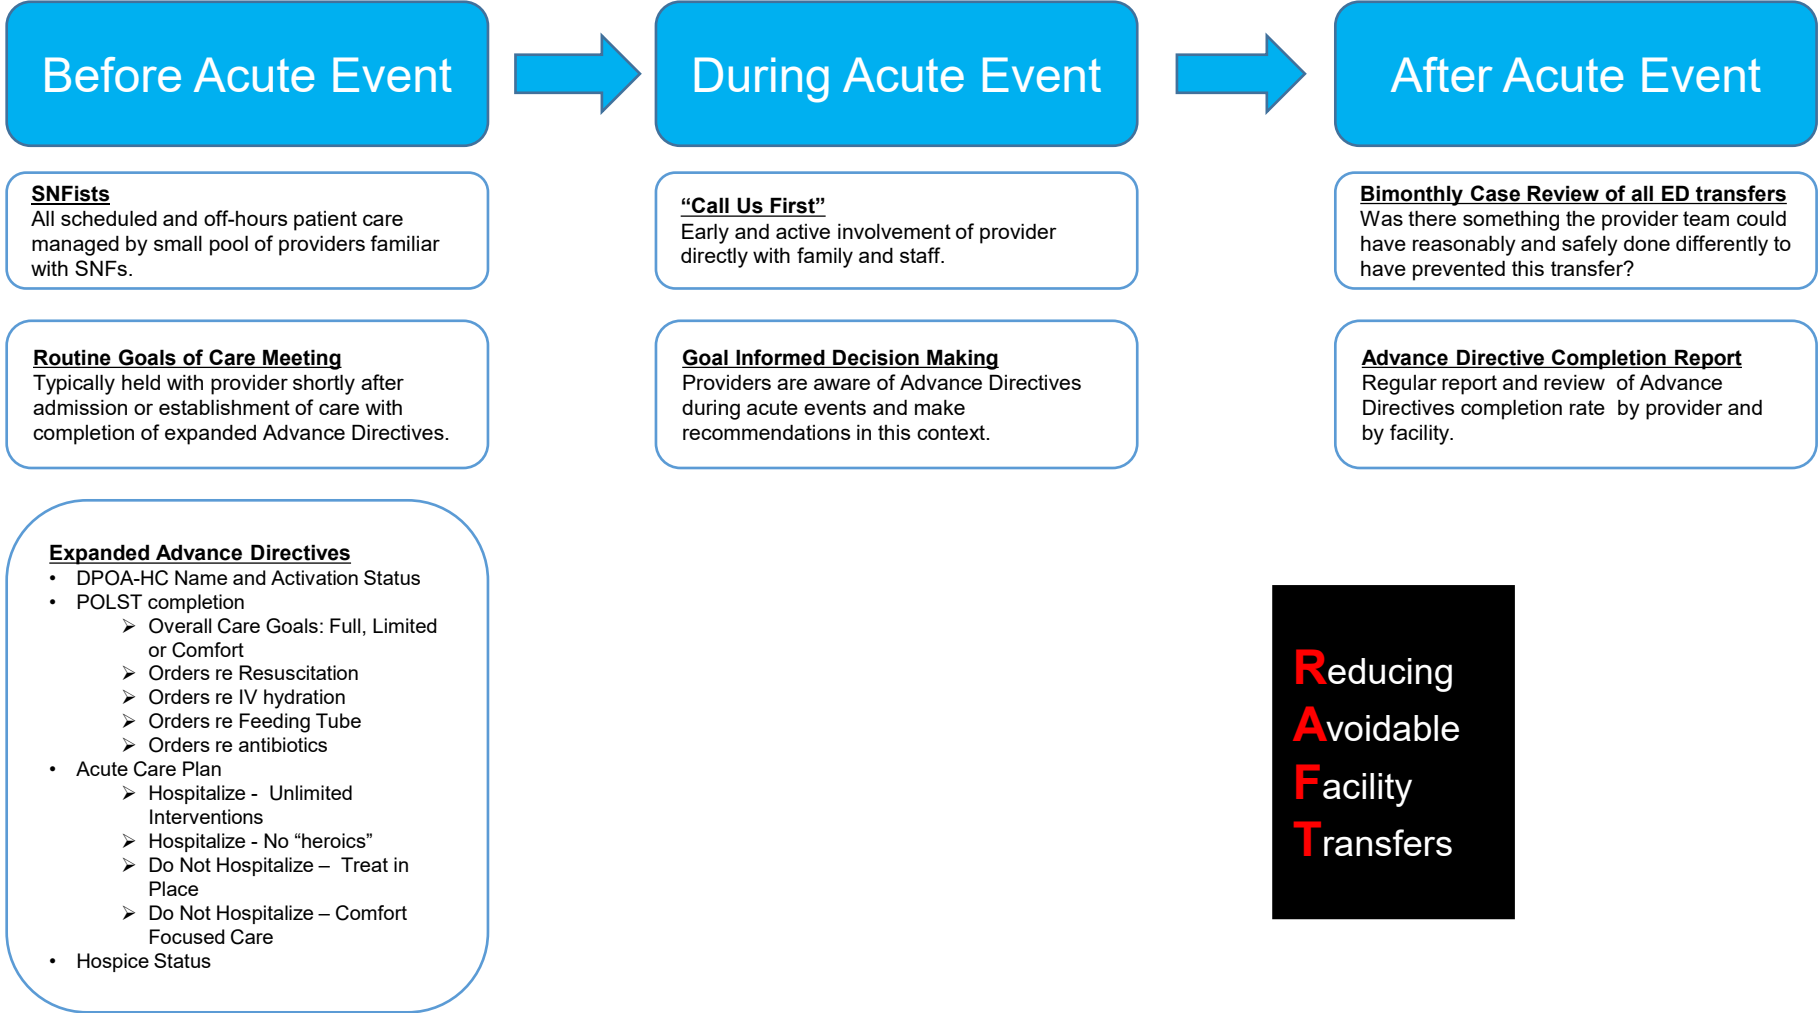 Before Acute Event
During Acute Event
After Acute Event
SNFists
All scheduled and off-hours patient care
managed by small pool of providers familiar
with SNFs.
“Call Us First”
Early and active involvement of provider
directly with family and staff.
Bimonthly Case Review of all ED transfers
Was there something the provider team could
have reasonably and safely done differently to
have prevented this transfer?
Routine Goals of Care Meeting
Typically held with provider shortly after
admission or establishment of care with
completion of expanded Advance Directives.
Goal Informed Decision Making
Providers are aware of Advance Directives
during acute events and make
recommendations in this context.
Advance Directive Completion Report
Regular report and review of Advance
Directives completion rate by provider and
by facility.
Expanded Advance Directives
• DPOA-HC Name and Activation Status
• POLST completion
➢ Overall Care Goals: Full, Limited
or Comfort
➢ Orders re Resuscitation
➢ Orders re IV hydration
➢ Orders re Feeding Tube
➢ Orders re antibiotics
• Acute Care Plan
➢ Hospitalize - Unlimited
Interventions
➢ Hospitalize - No “heroics”
➢ Do Not Hospitalize – Treat in
Place
➢ Do Not Hospitalize – Comfort
Focused Care
• Hospice Status
Reducing
Avoidable
Facility
Transfers